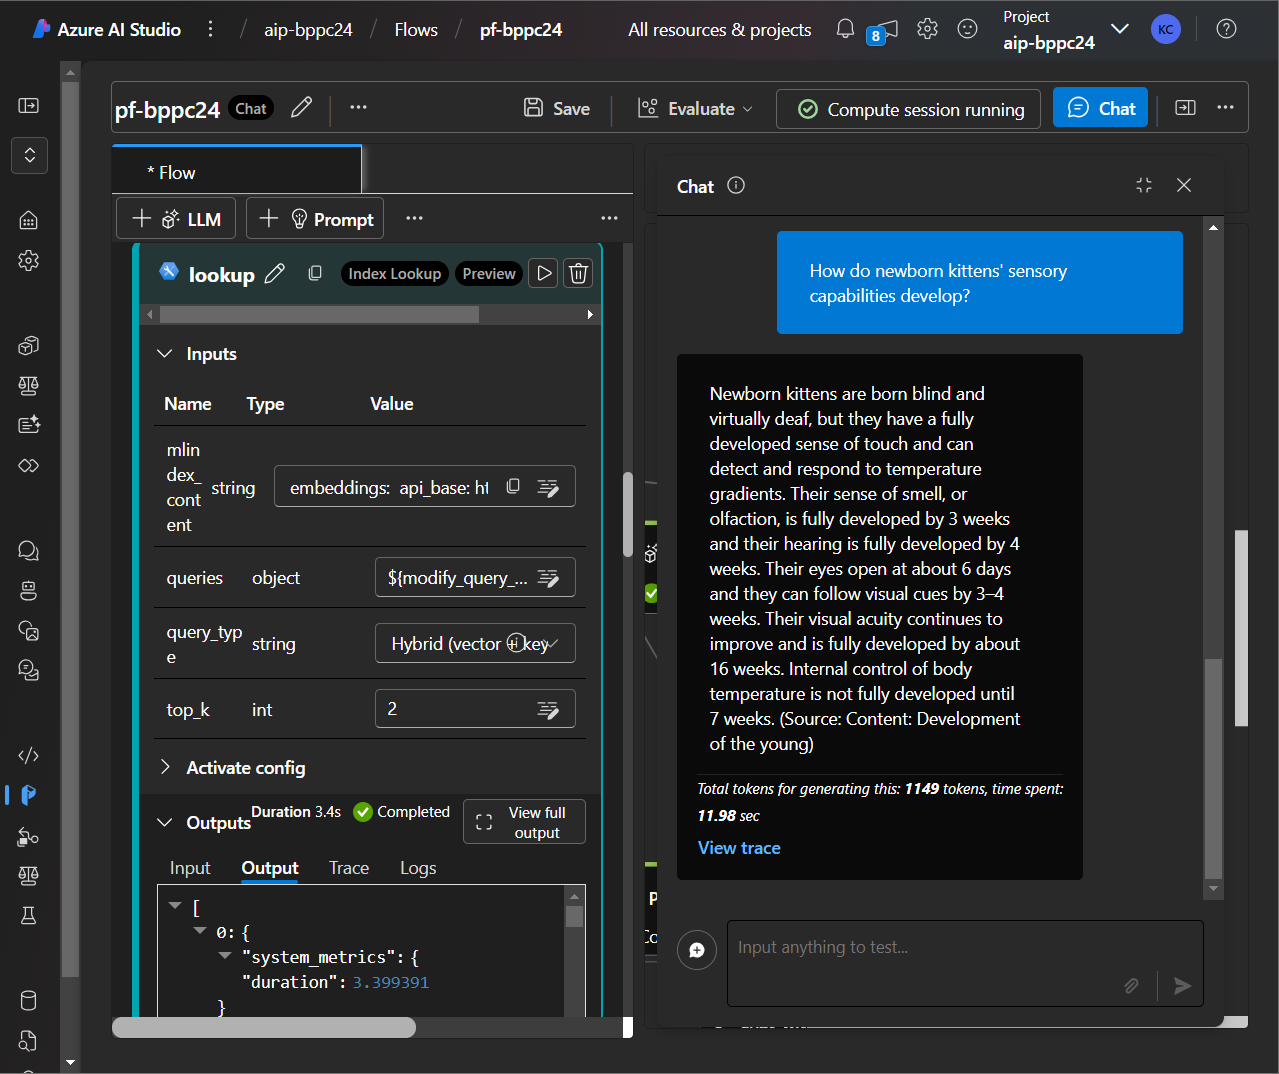 Azure AI Studio / aip-bppc24 / Flows / pf-bppc24 All resources & projects 8 Project
aip-bppc24 KC
pf-bppc24 Chat Save Evaluate Compute session running Chat
* Flow
LLM Prompt
lookup Index Lookup Preview
Inputs
Name Type Value
mlin
dex_
cont
ent
string embeddings: api_base: ht
queries object ${modify_query_...
query_typ
e
string Hybrid (vector + key
top_k int 2
Activate config
Outputs Duration 3.4s Completed View full
output
Input Output Trace Logs
[
0: {
"system_metrics": {
"duration": 3.399391
}
Chat
How do newborn kittens' sensory
capabilities develop?
Newborn kittens are born blind and
virtually deaf, but they have a fully
developed sense of touch and can
detect and respond to temperature
gradients. Their sense of smell, or
olfaction, is fully developed by 3 weeks
and their hearing is fully developed by 4
weeks. Their eyes open at about 6 days
and they can follow visual cues by 3–4
weeks. Their visual acuity continues to
improve and is fully developed by about
16 weeks. Internal control of body
temperature is not fully developed until
7 weeks. (Source: Content: Development
of the young)
Total tokens for generating this: 1149 tokens, time spent:
11.98 sec
View trace
P
Co
Input anything to test...